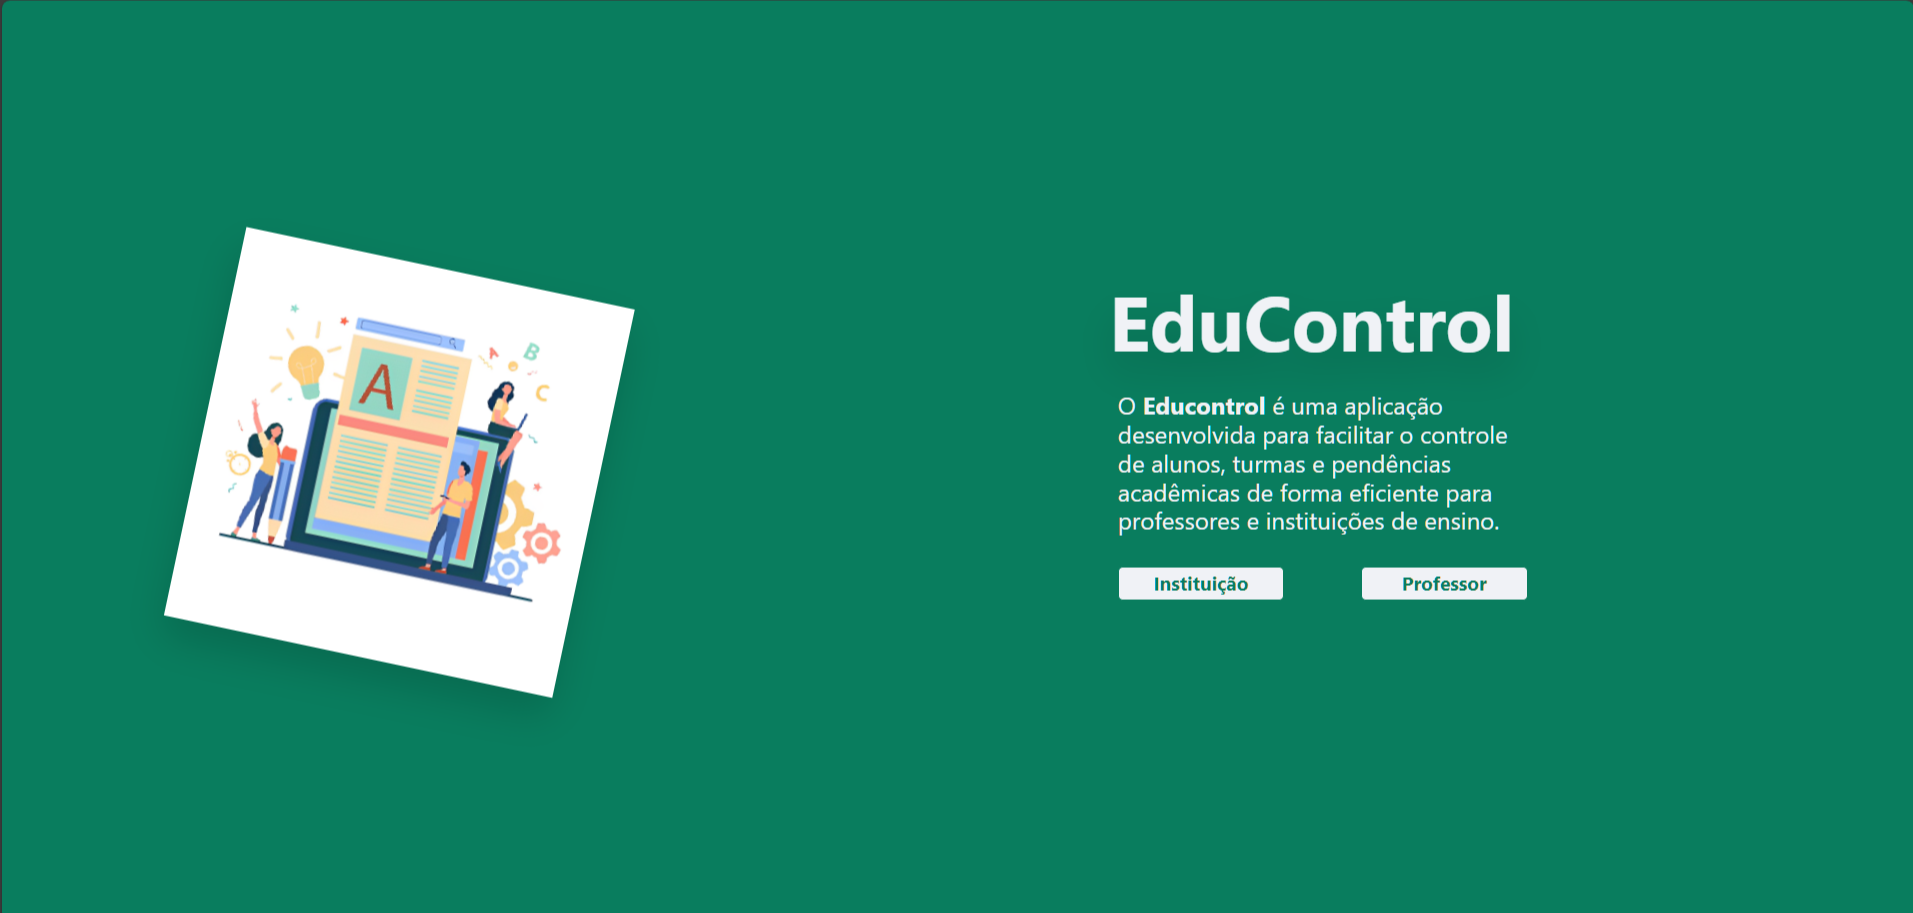 A
A
B
C
EduControl
O Educontrol é uma aplicação
desenvolvida para facilitar o controle
de alunos, turmas e pendências
acadêmicas de forma eficiente para
professores e instituições de ensino.
Instituição
Professor